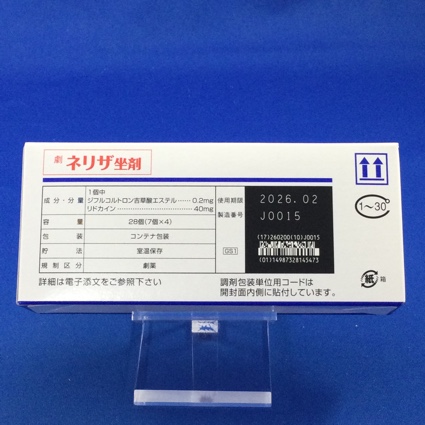 劇 ネリザ坐剤
成分・分量
1個中
ジフルコルトロン吉草酸エステル……0.2mg
リドカイン……………40mg
容量 28個(7個×4)
包装 コンテナ包装
貯法 室温保存
規制区分 劇薬
詳細は電子添文をご参照下さい
使用期限 2026.02
製造番号 J0015
(17)260200(10)J0015
GS1
(01)14987328145473
調剤包装単位用コードは
開封面内側に貼付しています。
1〜30°
紙 箱